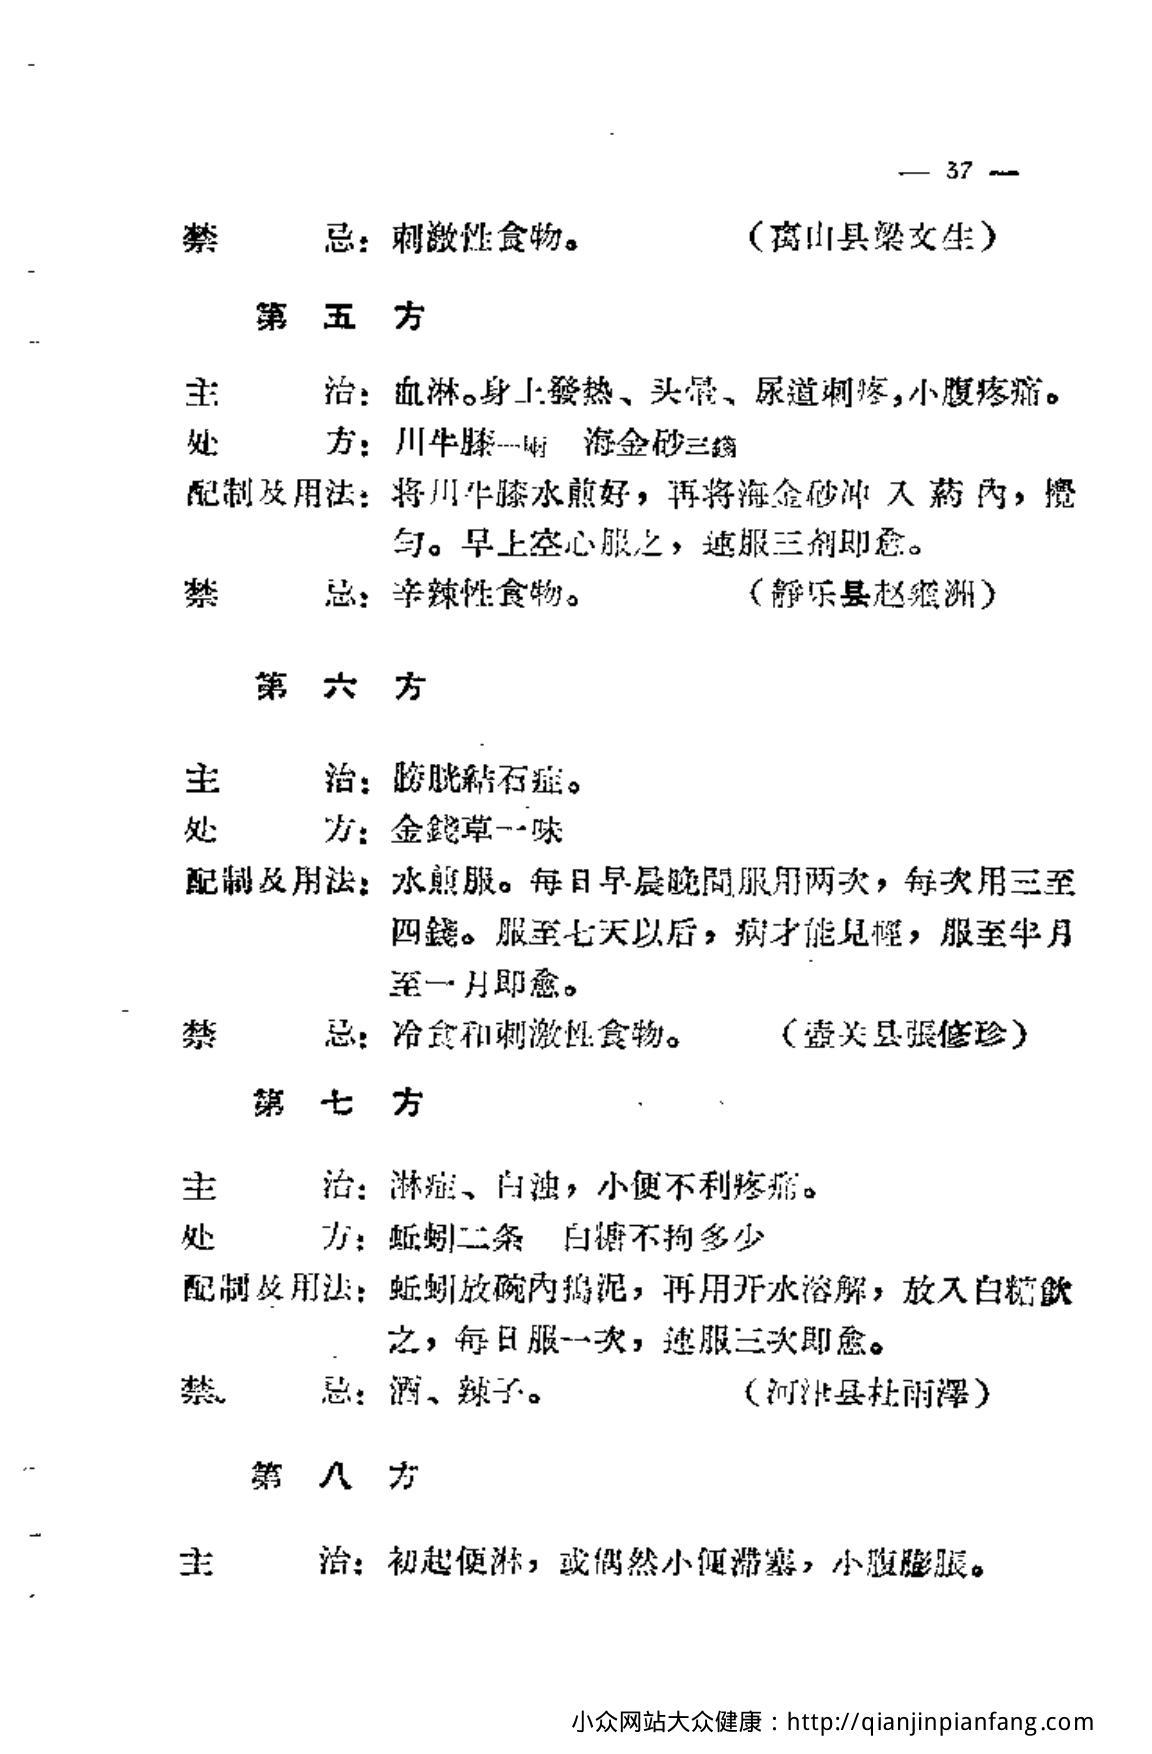 — 37 —
禁　　忌：刺激性食物。　（离山县梁文生）
第 五 方
主　　治：血淋。身上發热、头晕、尿道刺疼，小腹疼痛。
处　　方：川牛膝一兩　海金砂三錢
配制及用法：将川牛膝水煎好，再将海金砂冲入葯內，攪
匀。早上空心服之，連服三剂即愈。
禁　　忌：辛辣性食物。　（靜乐县赵 洲）
第 六 方
主　　治：膀胱結石症。
处　　方：金錢草一味
配制及用法：水煎服。每日早晨晚間服用两次，每次用三至
四錢。服至七天以后，病才能見輕，服至半月
至一月即愈。
禁　　忌：冷食和刺激性食物。　（壺关县張修珍）
第 七 方
主　　治：淋症、白浊，小便不利疼痛。
处　　方：蚯蚓二条　白糖不拘多少
配制及用法：蚯蚓放碗內搗泥，再用开水溶解，放入白糖飲
之，每日服一次，連服三次即愈。
禁　　忌：酒、辣子。　（河津县杜雨澤）
第 八 方
主　　治：初起便淋，或偶然小便滞塞，小腹膨脹。
小众网站大众健康：http://qianjinpianfang.com